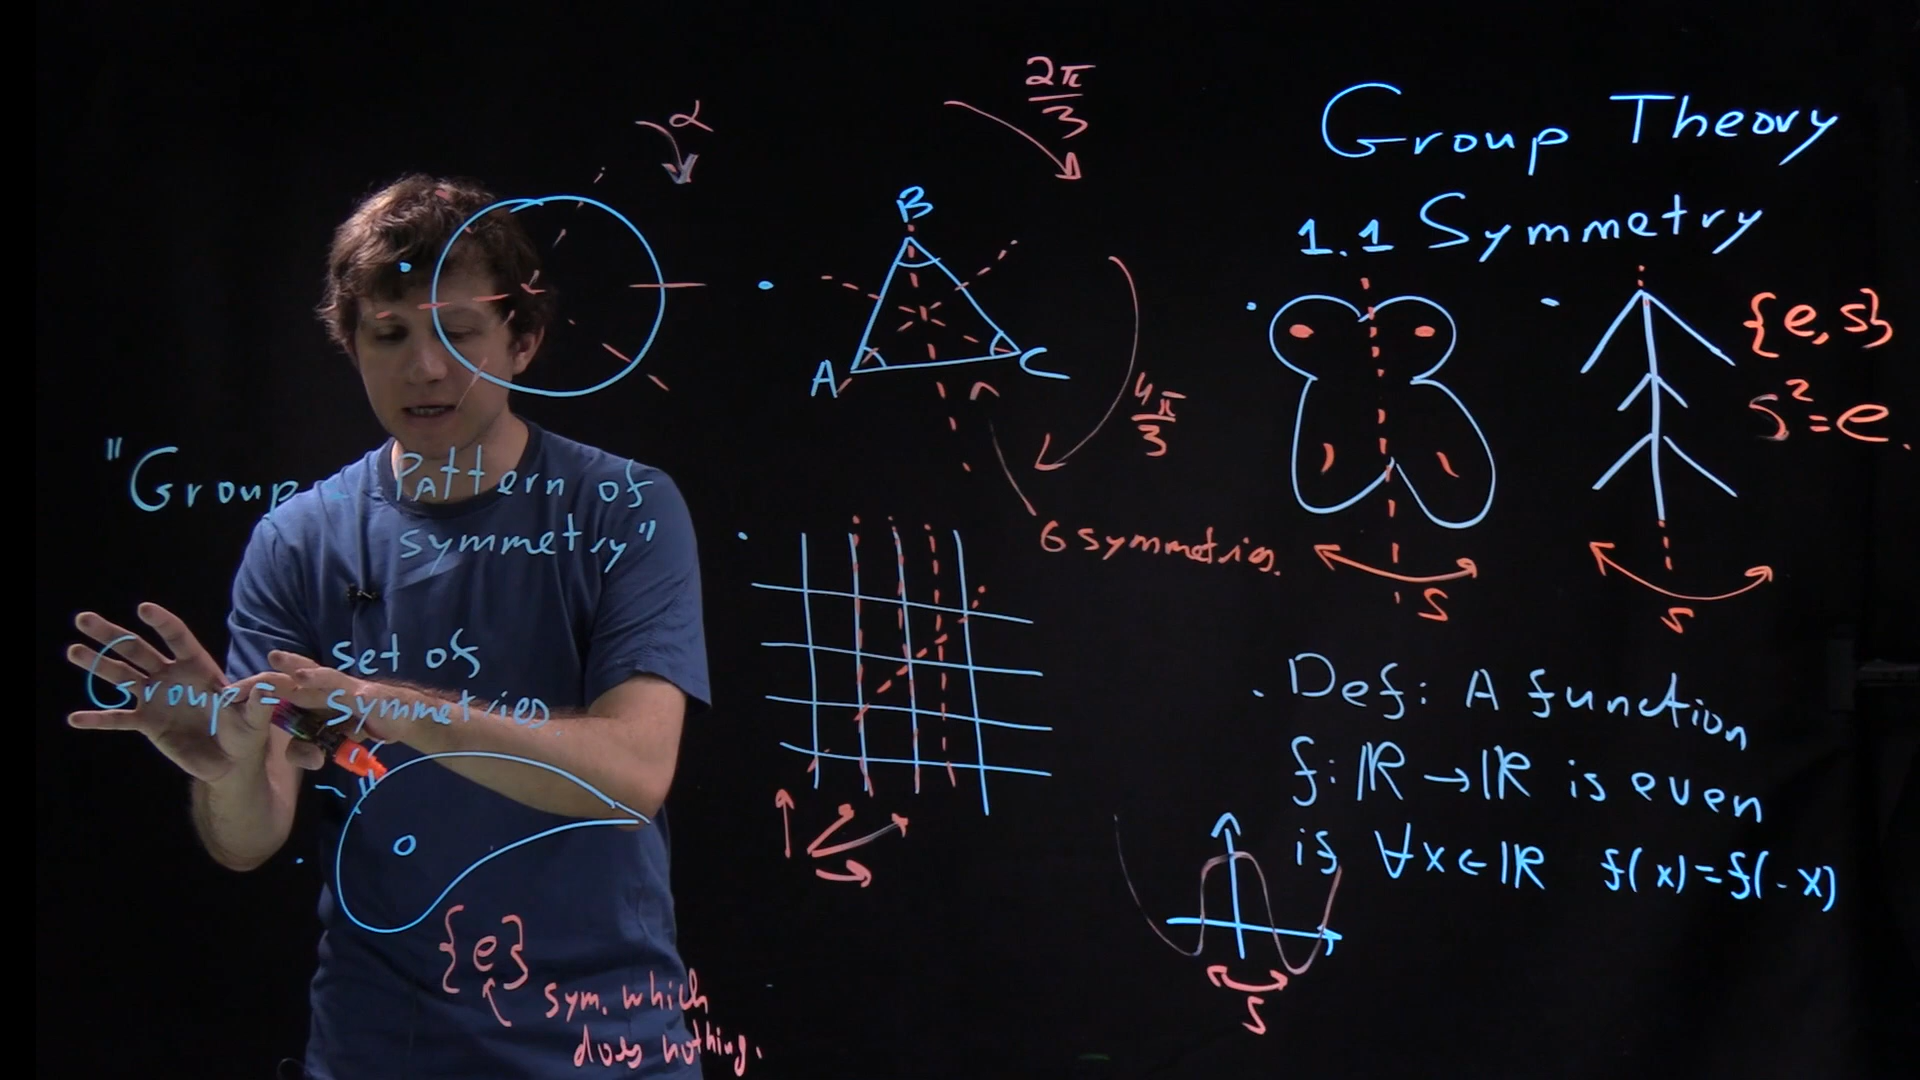 Group Theory
1.1 Symmetry
{e, s}
s² = e.
s
s
Def: A function
f: ℝ → ℝ is even
if ∀x ∈ ℝ f(x) = f(-x)
s
α
2π/3
4π/3
B
A
C
6 symmetries.
"Group = Pattern of
symmetry"
Group = set of
symmetries.
{e}
sym. which
does nothing.